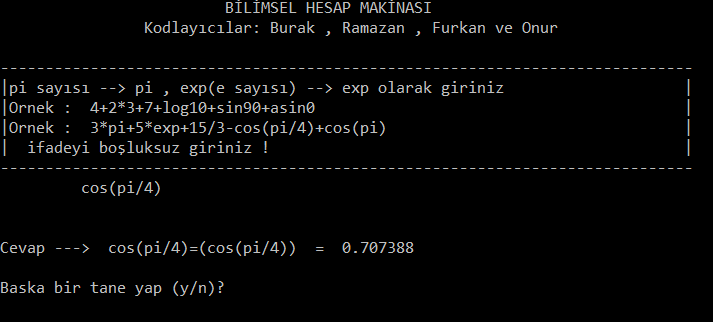 BİLİMSEL HESAP MAKİNASI
Kodlayıcılar: Burak , Ramazan , Furkan ve Onur
-----------------------------------------------------------------------------
|pi sayısı --> pi , exp(e sayısı) --> exp olarak giriniz |
|Ornek : 4+2*3+7+log10+sin90+asin0 |
|Ornek : 3*pi+5*exp+15/3-cos(pi/4)+cos(pi) |
| ifadeyi boşluksuz giriniz ! |
-----------------------------------------------------------------------------
cos(pi/4)
Cevap ---> cos(pi/4)=(cos(pi/4)) = 0.707388
Baska bir tane yap (y/n)?